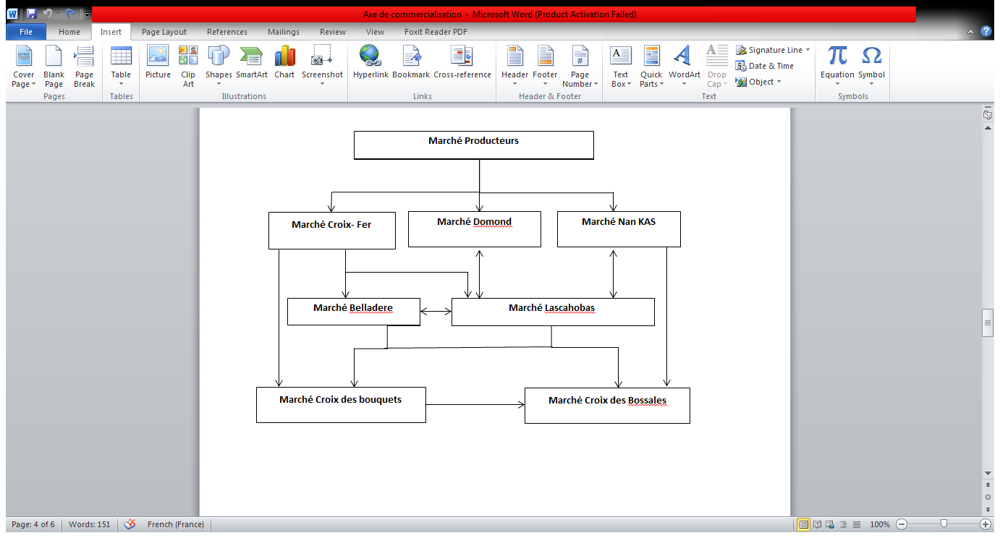 Axe de commercialisation - Microsoft Word (Product Activation Failed)
File Home Insert Page Layout References Mailings Review View Foxit Reader PDF
Cover Page
Blank Page
Page Break
Table
Picture
Clip Art
Shapes
SmartArt
Chart
Screenshot
Hyperlink
Bookmark
Cross-reference
Header
Footer
Page Number
Text Box
Quick Parts
WordArt
Drop Cap
Signature Line
Date & Time
Object
Equation
Symbol
Pages Tables Illustrations Links Header & Footer Text Symbols
Marché Producteurs
Marché Croix- Fer
Marché Domond
Marché Nan KAS
Marché Belladere
Marché Lascahobas
Marché Croix des bouquets
Marché Croix des Bossales
Page: 4 of 6 Words: 151 French (France) 100%